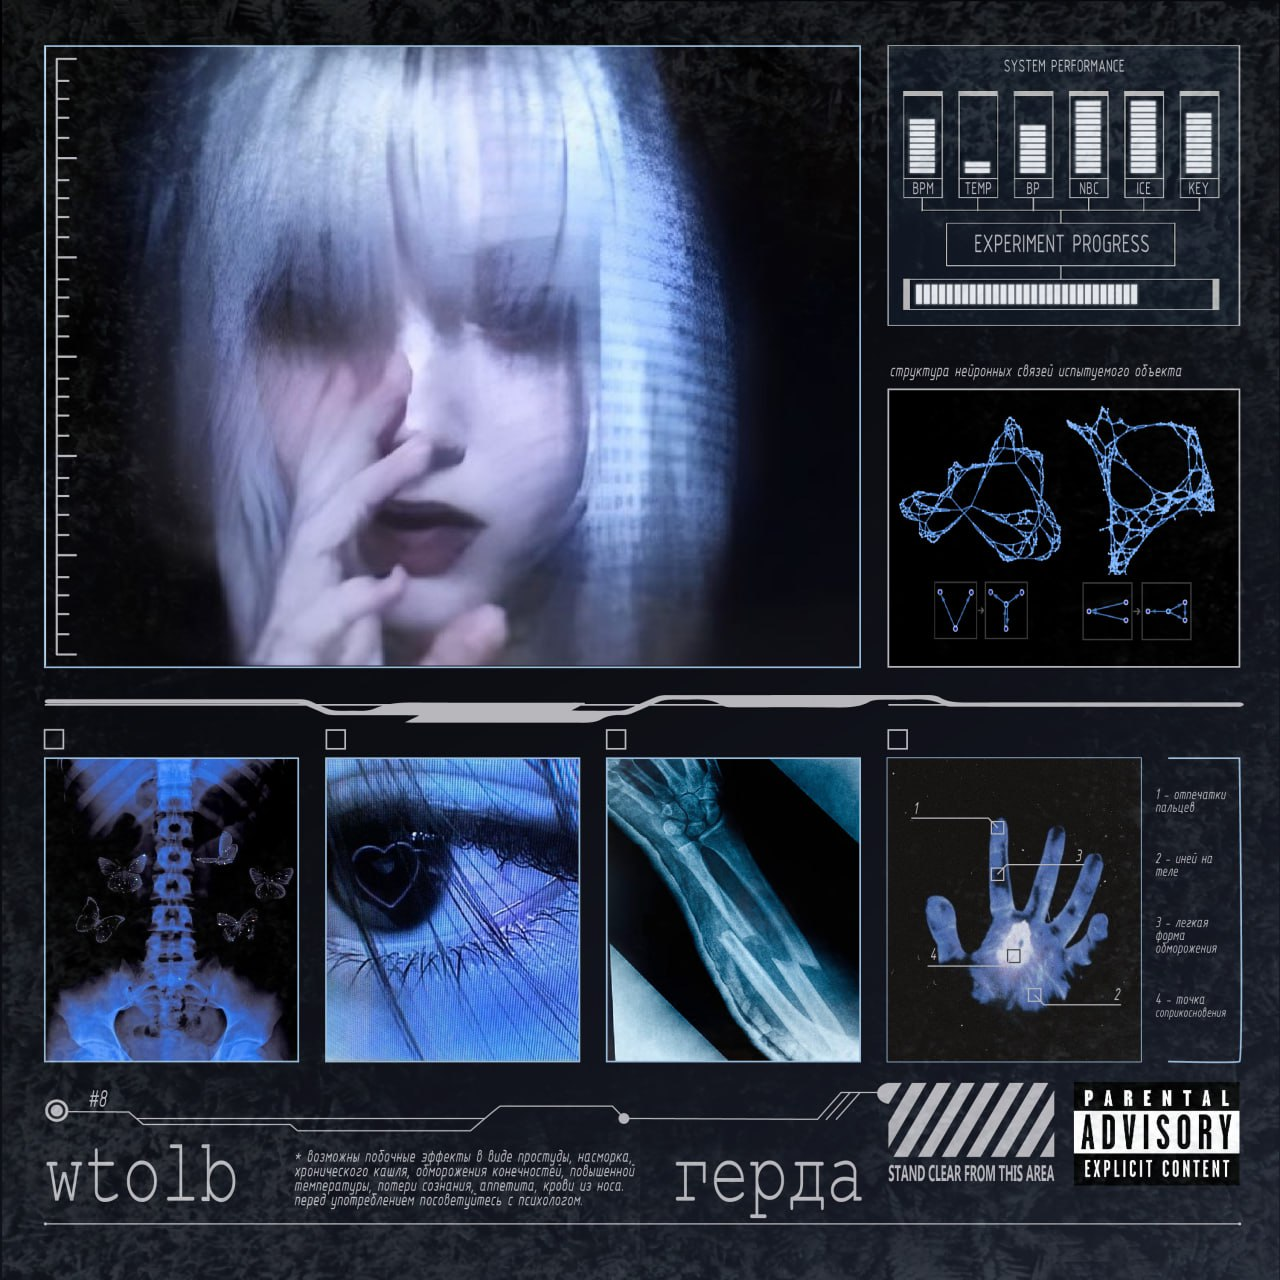 SYSTEM PERFORMANCE
BPM TEMP BP NBC ICE KEY
EXPERIMENT PROGRESS
структура нейронных связей испытуемого объекта
1
3
4
2
1 - отпечатки
пальцев
2 - иней на
теле
3 - легкая
форма
обморожения
4 - точка
соприкосновения
#8
wtolb
* возможны побочные эффекты в виде простуды, насморка,
хронического кашля, обморожения конечностей, повышенной
температуры, потери сознания, аппетита, крови из носа.
перед употреблением посоветуйтесь с психологом.
герда
STAND CLEAR FROM THIS AREA
PARENTAL
ADVISORY
EXPLICIT CONTENT